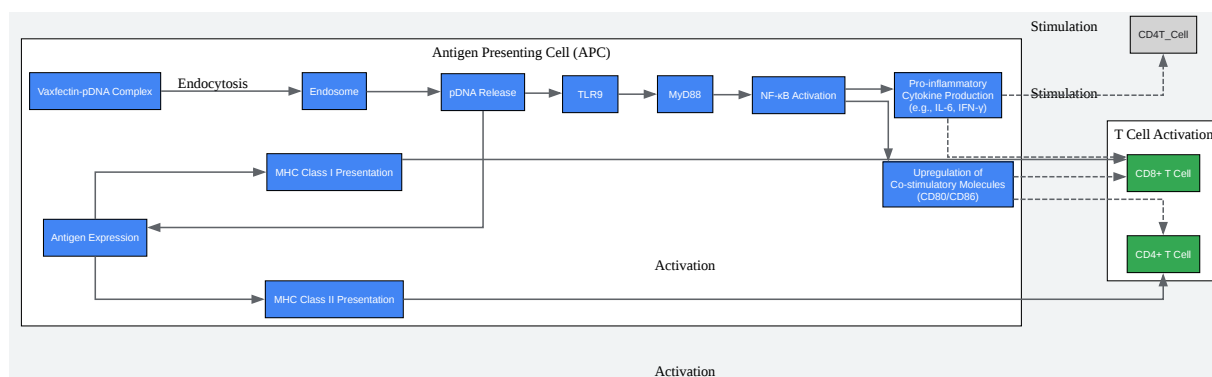 Stimulation
CD4T_Cell
Antigen Presenting Cell (APC)
Vaxfectin-pDNA Complex
Endocytosis
Endosome
pDNA Release
TLR9
MyD88
NF-κB Activation
Pro-inflammatory
Cytokine Production
(e.g., IL-6, IFN-γ)
Stimulation
T Cell Activation
MHC Class I Presentation
Upregulation of
Co-stimulatory Molecules
(CD80/CD86)
CD8+ T Cell
Antigen Expression
Activation
CD4+ T Cell
MHC Class II Presentation
Activation